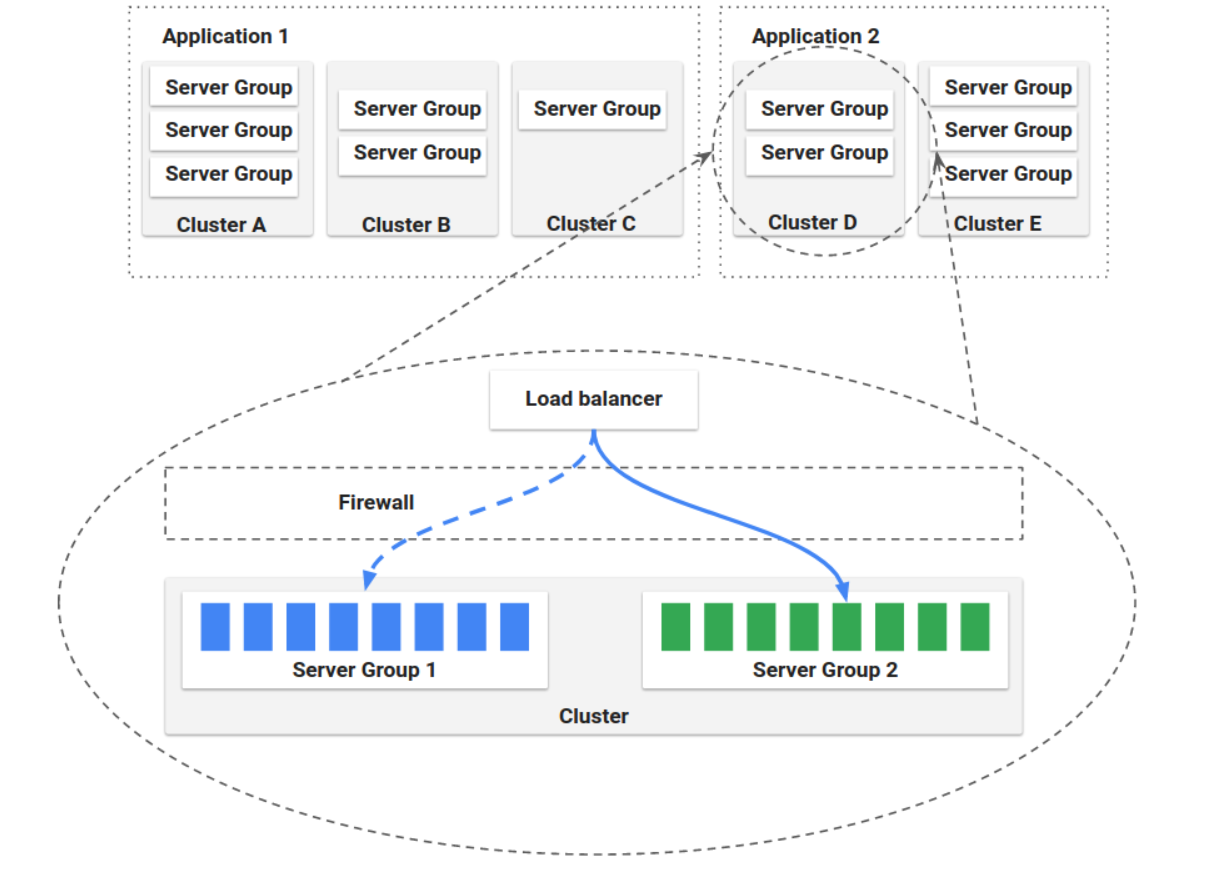 Application 1
Server Group
Server Group
Server Group
Cluster A
Server Group
Server Group
Cluster B
Server Group
Cluster C
Application 2
Server Group
Server Group
Cluster D
Server Group
Server Group
Server Group
Cluster E
Load balancer
Firewall
Server Group 1
Server Group 2
Cluster